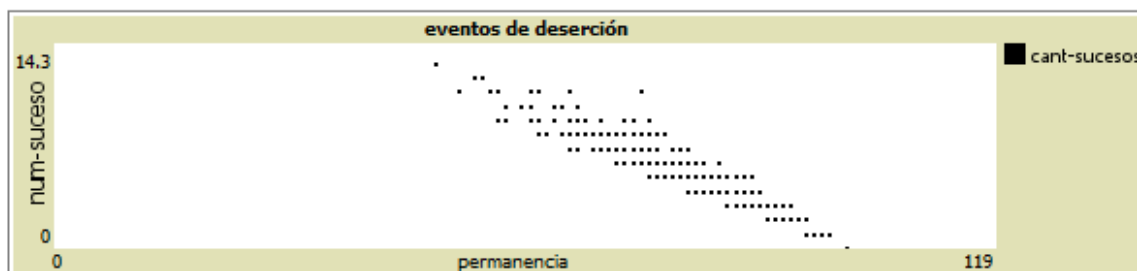 eventos de deserción
14.3
num-suceso
0
0
permanencia
119
cant-sucesos